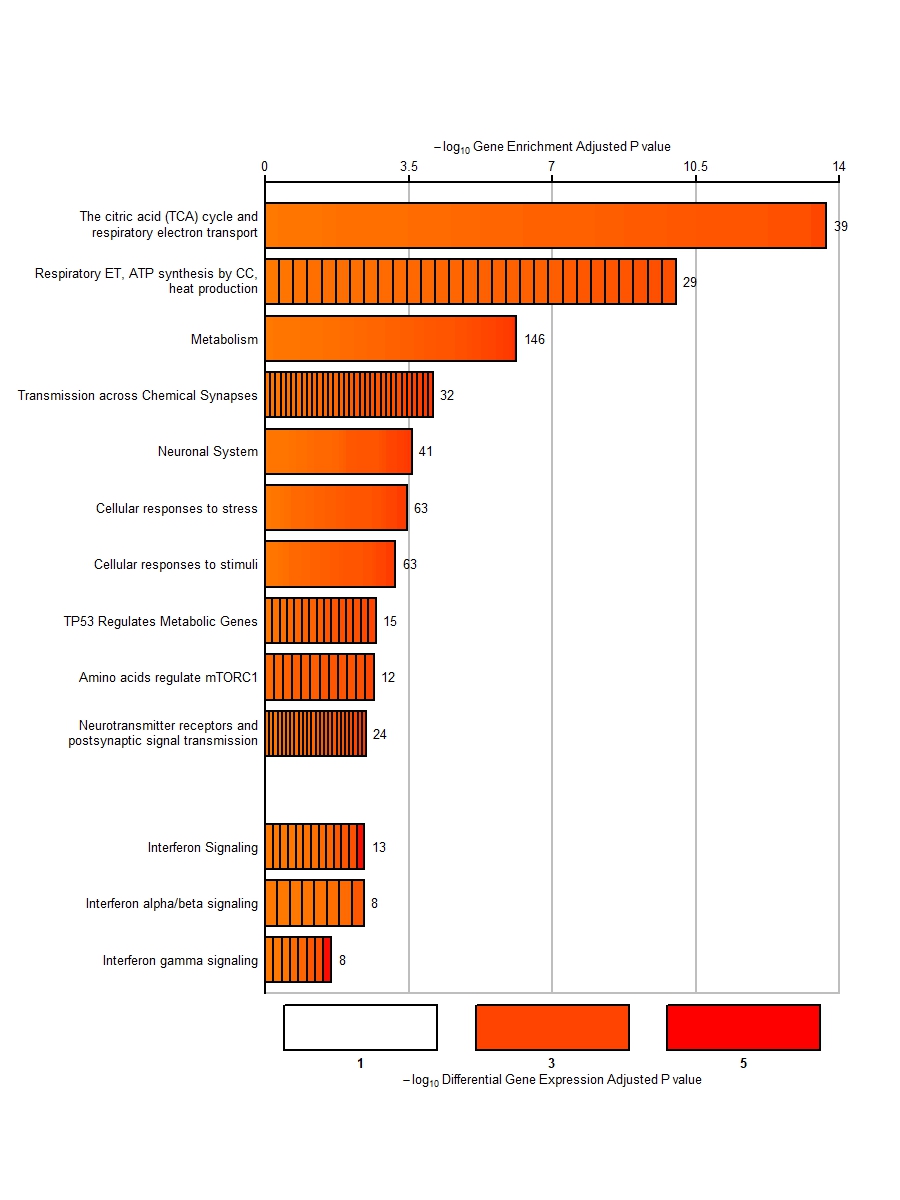 –log10 Gene Enrichment Adjusted P value
0 3.5 7 10.5 14
The citric acid (TCA) cycle and
respiratory electron transport
39
Respiratory ET, ATP synthesis by CC,
heat production
29
Metabolism
146
Transmission across Chemical Synapses
32
Neuronal System
41
Cellular responses to stress
63
Cellular responses to stimuli
63
TP53 Regulates Metabolic Genes
15
Amino acids regulate mTORC1
12
Neurotransmitter receptors and
postsynaptic signal transmission
24
Interferon Signaling
13
Interferon alpha/beta signaling
8
Interferon gamma signaling
8
1 3 5
–log10 Differential Gene Expression Adjusted P value